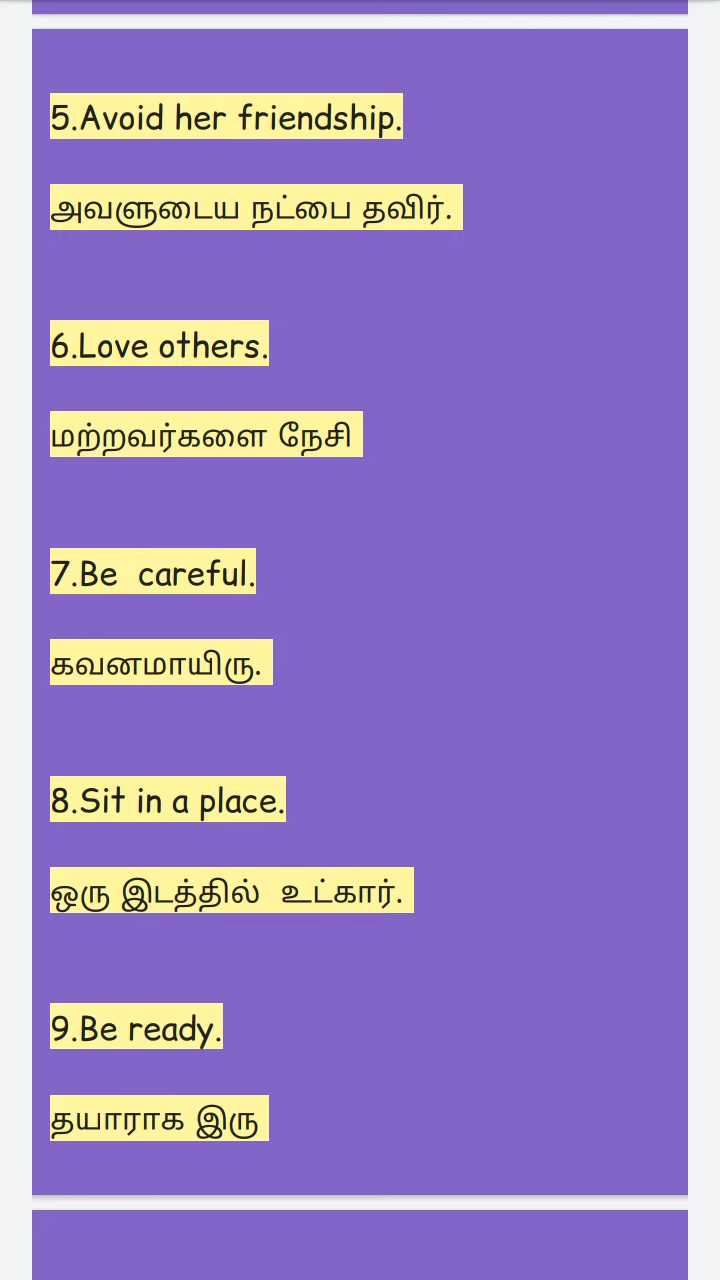 5.Avoid her friendship.
அவளுடைய நட்பை தவிர்.
6.Love others.
மற்றவர்களை நேசி
7.Be  careful.
கவனமாயிரு.
8.Sit in a place.
ஒரு இடத்தில்  உட்கார்.
9.Be ready.
தயாராக இரு